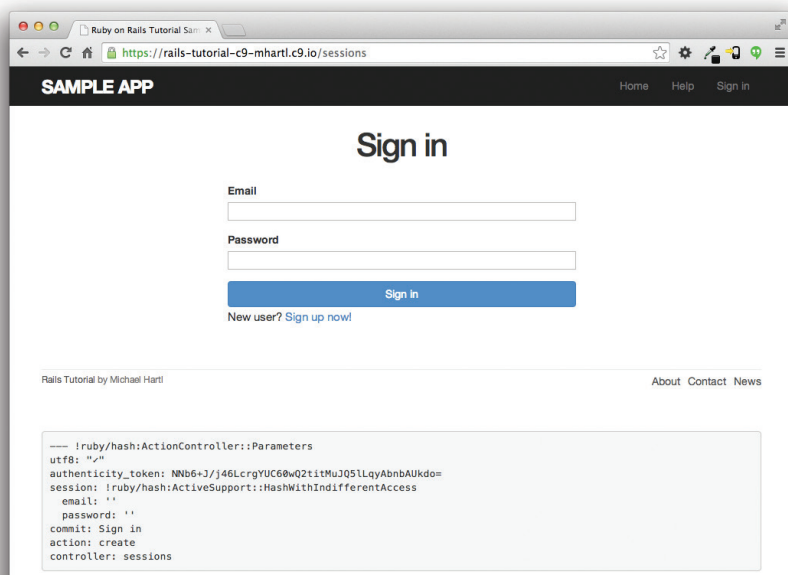 Ruby on Rails Tutorial Sam
https://rails-tutorial-c9-mhartl.c9.io/sessions
SAMPLE APP
Home Help Sign in
Sign in
Email
Password
Sign in
New user? Sign up now!
Rails Tutorial by Michael Hartl
About Contact News
--- !ruby/hash:ActionController::Parameters
utf8: "✓"
authenticity_token: NNb6+J/j46LcrgYUC60wQ2titMuJQ5lLqyAbnbAUkdo=
session: !ruby/hash:ActiveSupport::HashWithIndifferentAccess
  email: ''
  password: ''
commit: Sign in
action: create
controller: sessions